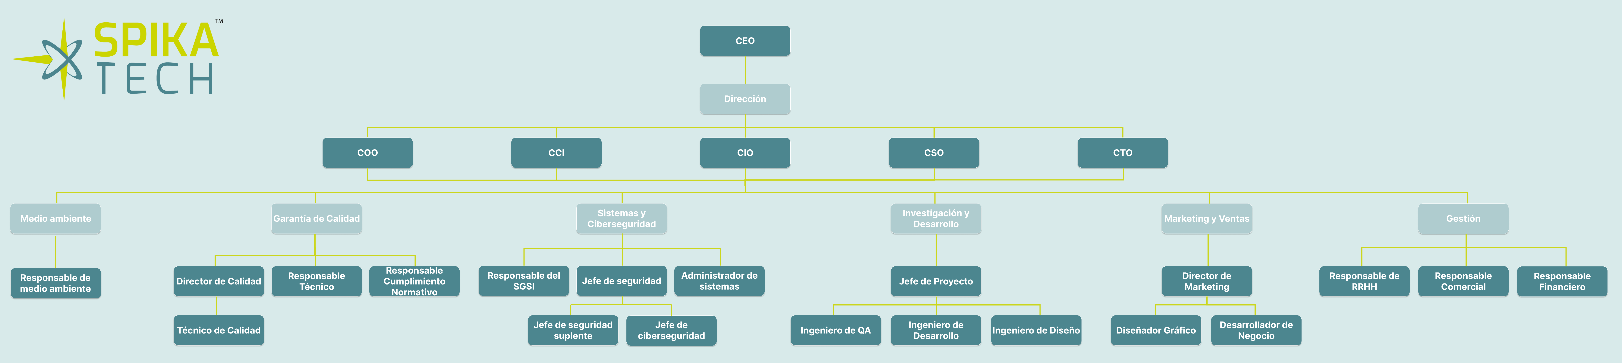 SPIKA™
TECH
CEO
Dirección
COO
CCI
CIO
CSO
CTO
Medio ambiente
Garantía de Calidad
Sistemas y
Ciberseguridad
Investigación y
Desarrollo
Marketing y Ventas
Gestión
Responsable de
medio ambiente
Director de Calidad
Responsable
Técnico
Responsable
Cumplimiento
Normativo
Responsable del
SGSI
Jefe de seguridad
Administrador de
sistemas
Jefe de Proyecto
Director de
Marketing
Responsable de
RRHH
Responsable
Comercial
Responsable
Financiero
Técnico de Calidad
Jefe de seguridad
suplente
Jefe de
ciberseguridad
Ingeniero de QA
Ingeniero de
Desarrollo
Ingeniero de Diseño
Diseñador Gráfico
Desarrollador de
Negocio